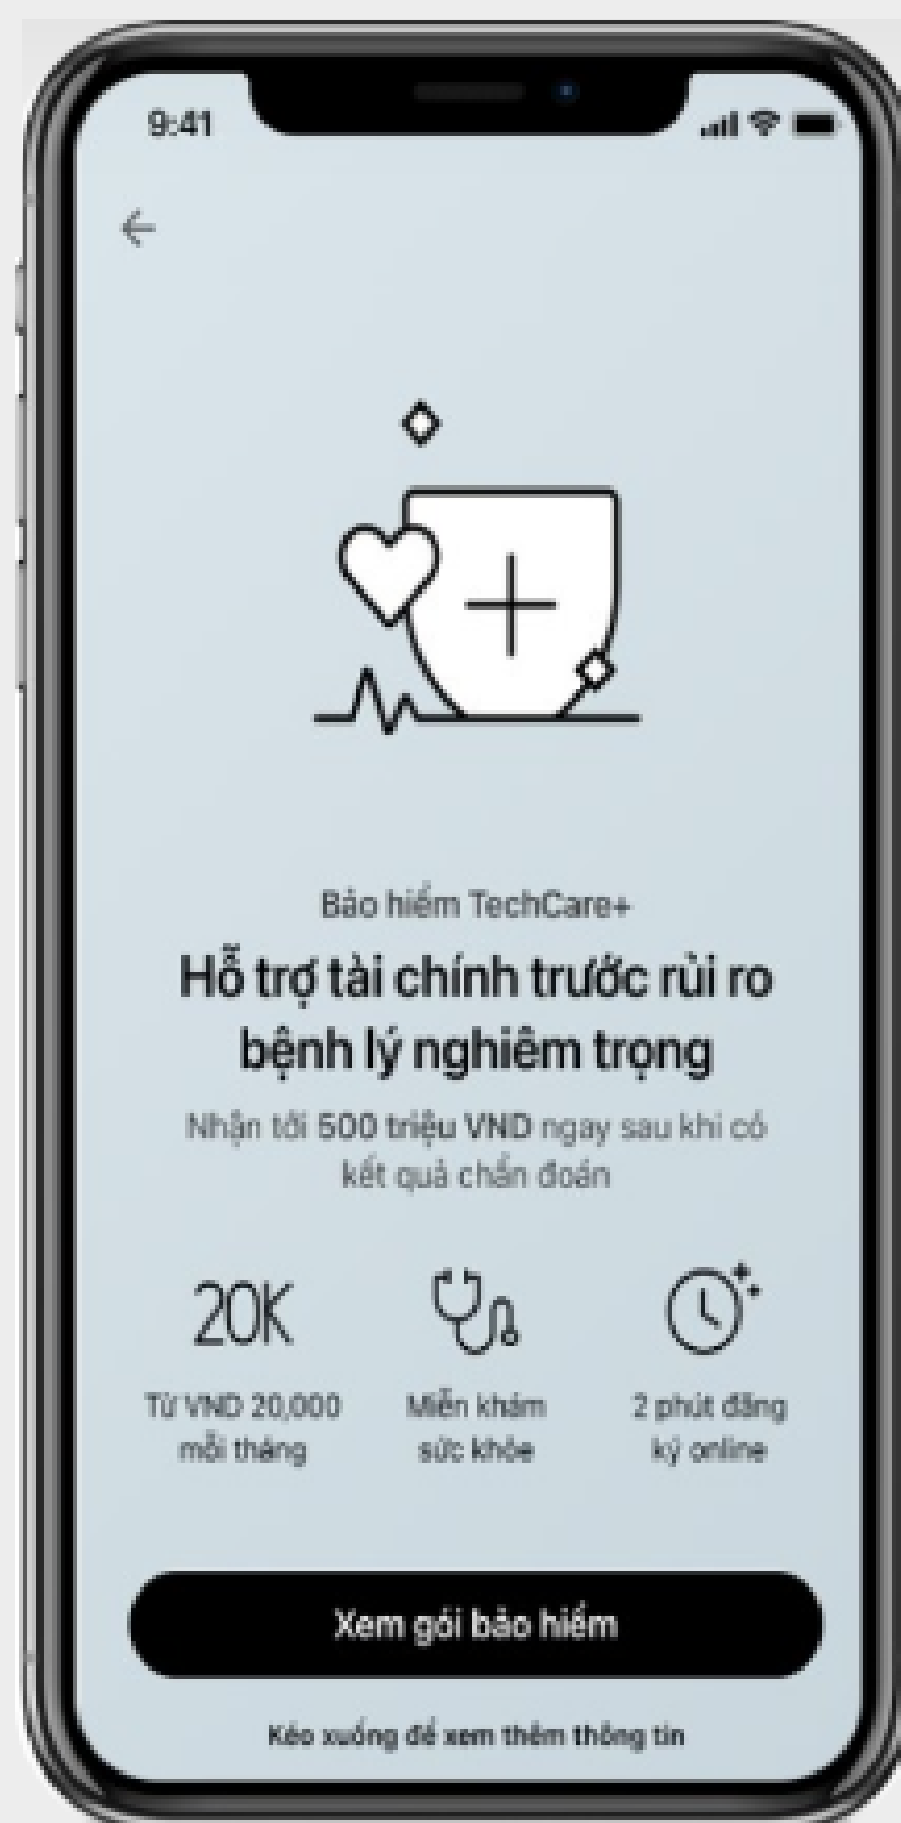 9:41
Bảo hiểm TechCare+
Hỗ trợ tài chính trước rủi ro
bệnh lý nghiêm trọng
Nhận tới 500 triệu VND ngay sau khi có
kết quả chẩn đoán
20K
Từ VND 20,000
mỗi tháng
Miễn khám
sức khỏe
2 phút đăng
ký online
Xem gói bảo hiểm
Kéo xuống để xem thêm thông tin